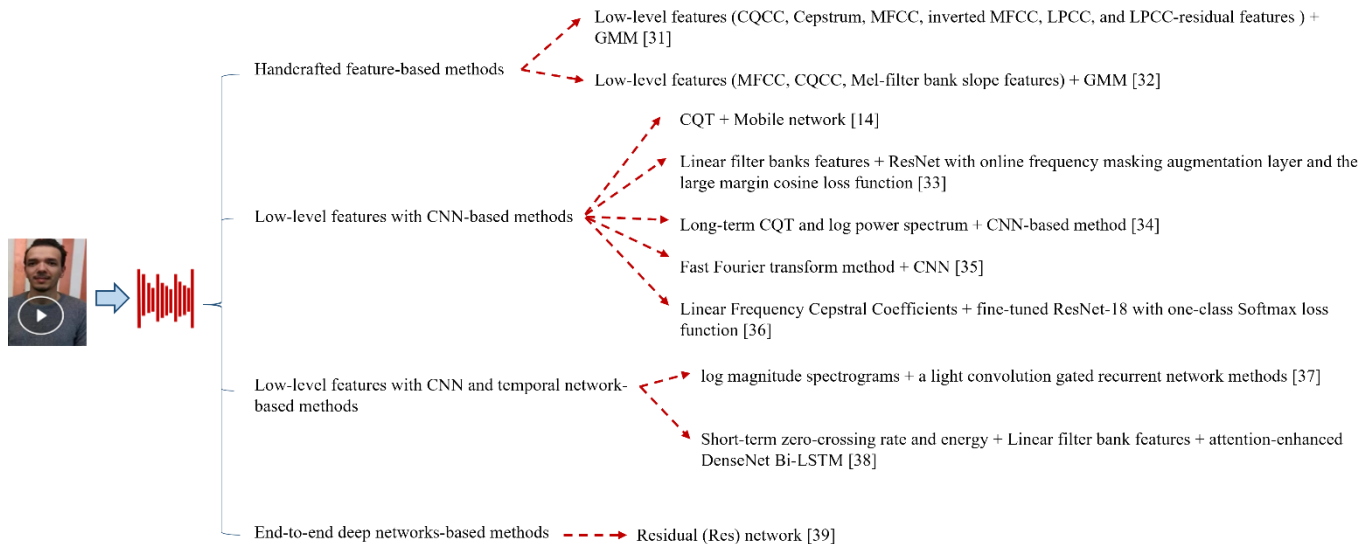 Low-level features (CQCC, Cepstrum, MFCC, inverted MFCC, LPCC, and LPCC-residual features ) +
GMM [31]
Handcrafted feature-based methods
Low-level features (MFCC, CQCC, Mel-filter bank slope features) + GMM [32]
CQT + Mobile network [14]
Linear filter banks features + ResNet with online frequency masking augmentation layer and the
large margin cosine loss function [33]
Low-level features with CNN-based methods
Long-term CQT and log power spectrum + CNN-based method [34]
Fast Fourier transform method + CNN [35]
Linear Frequency Cepstral Coefficients + fine-tuned ResNet-18 with one-class Softmax loss
function [36]
Low-level features with CNN and temporal network-
based methods
log magnitude spectrograms + a light convolution gated recurrent network methods [37]
Short-term zero-crossing rate and energy + Linear filter bank features + attention-enhanced
DenseNet Bi-LSTM [38]
End-to-end deep networks-based methods
Residual (Res) network [39]